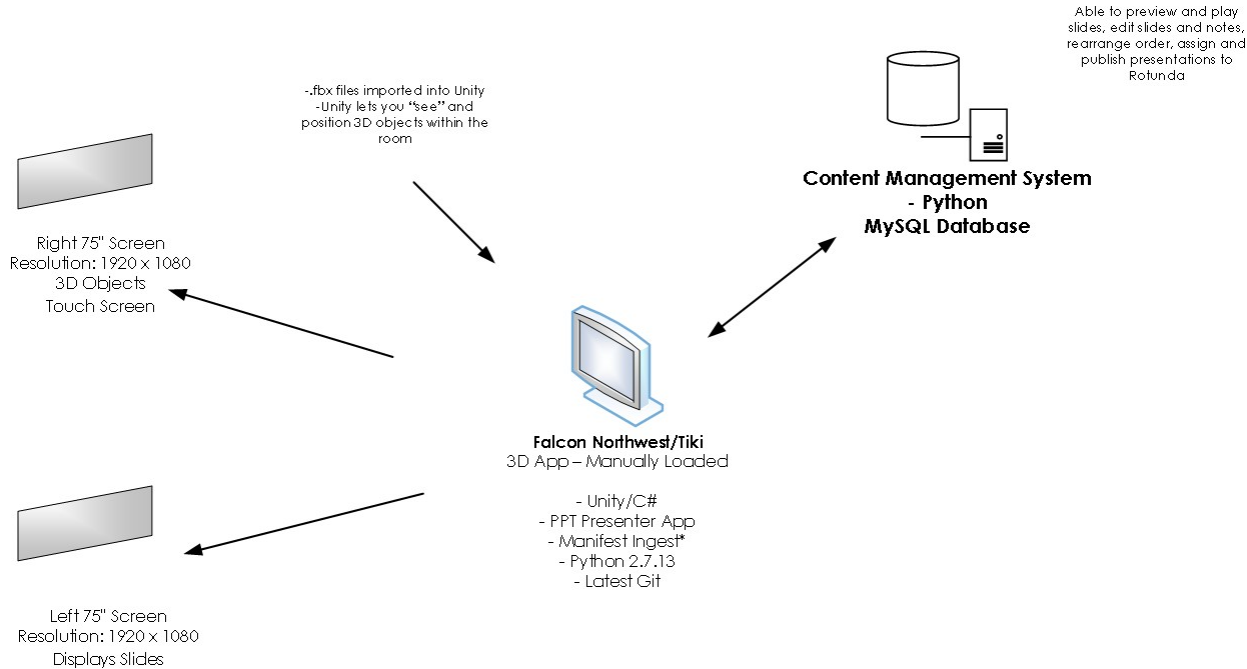 Able to preview and play
slides, edit slides and notes,
rearrange order, assign and
publish presentations to
Rotunda
-.fbx files imported into Unity
-Unity lets you “see” and
position 3D objects within the
room
Content Management System
- Python
MySQL Database
Right 75" Screen
Resolution: 1920 x 1080
3D Objects
Touch Screen
Falcon Northwest/Tiki
3D App – Manually Loaded
- Unity/C#
- PPT Presenter App
- Manifest Ingest*
- Python 2.7.13
- Latest Git
Left 75" Screen
Resolution: 1920 x 1080
Displays Slides